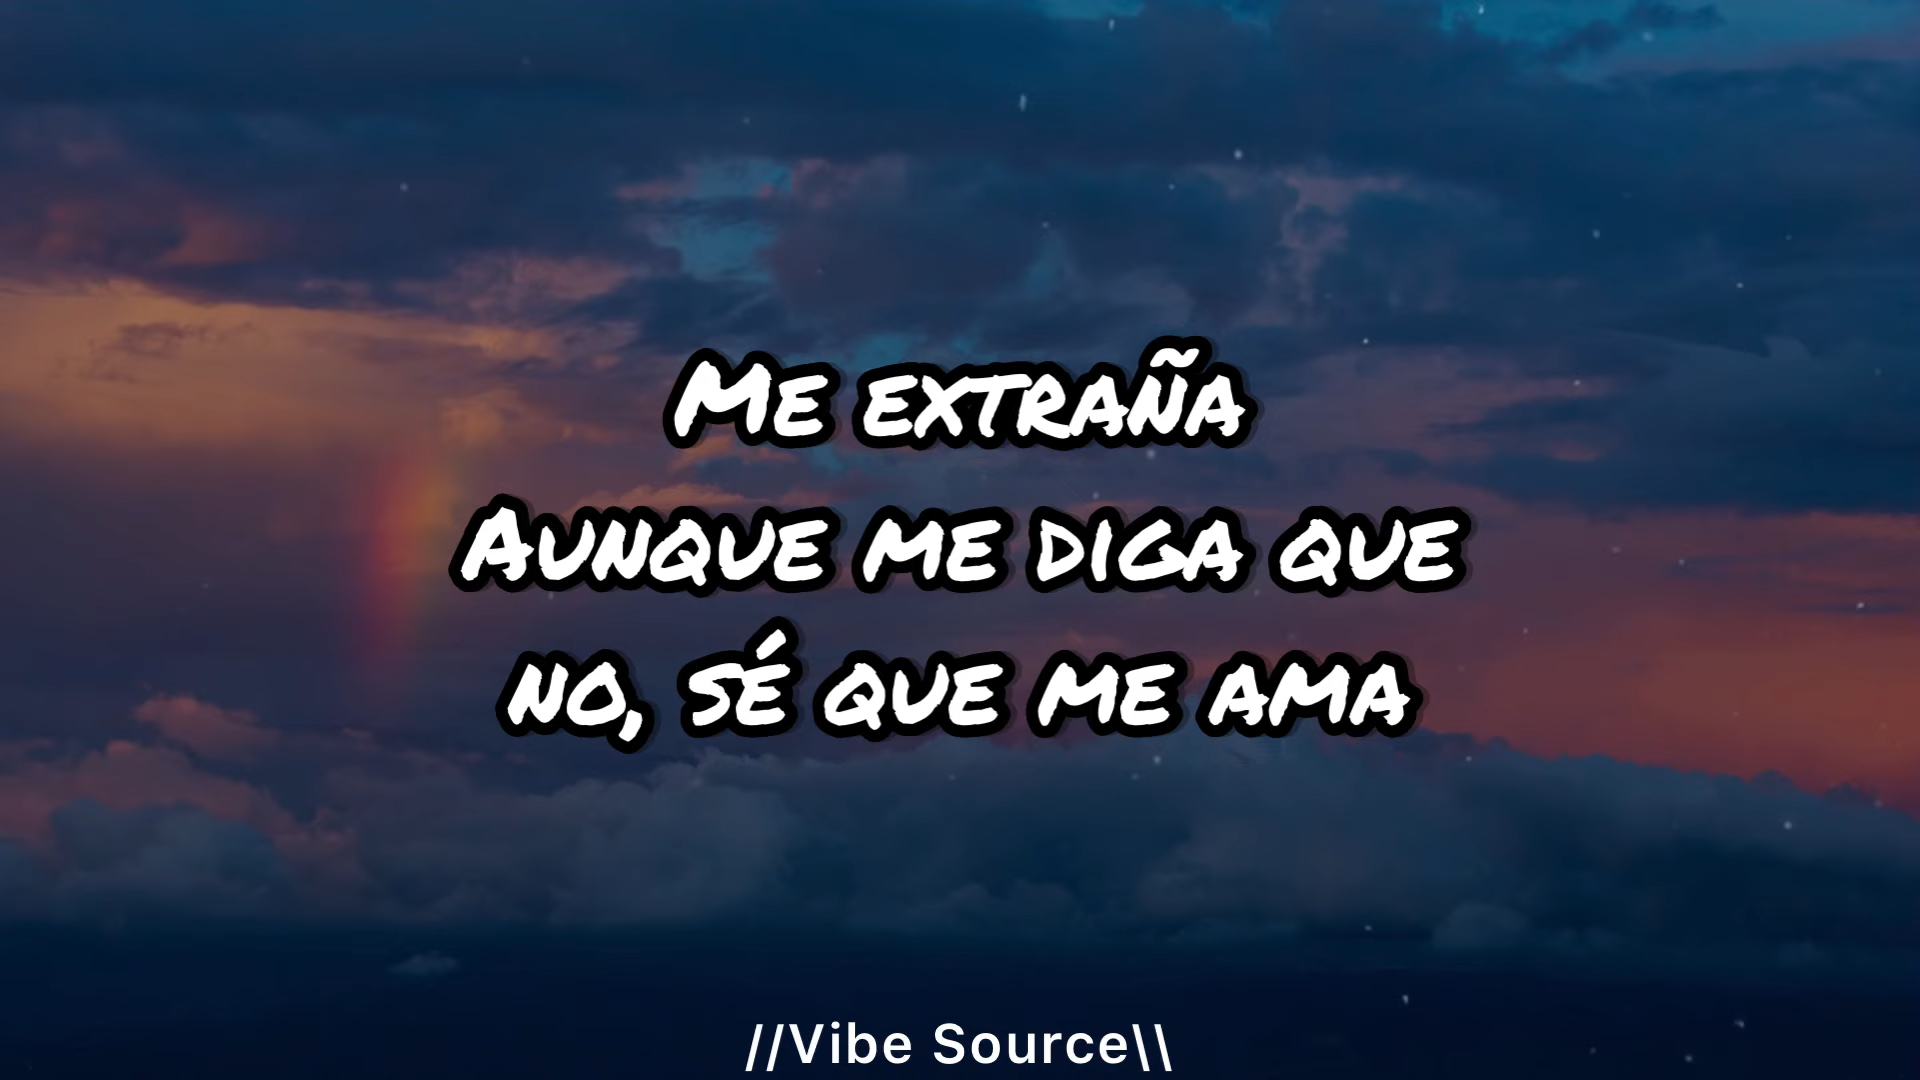 Me extraña
Aunque me diga que
no, sé que me ama
//Vibe Source\\